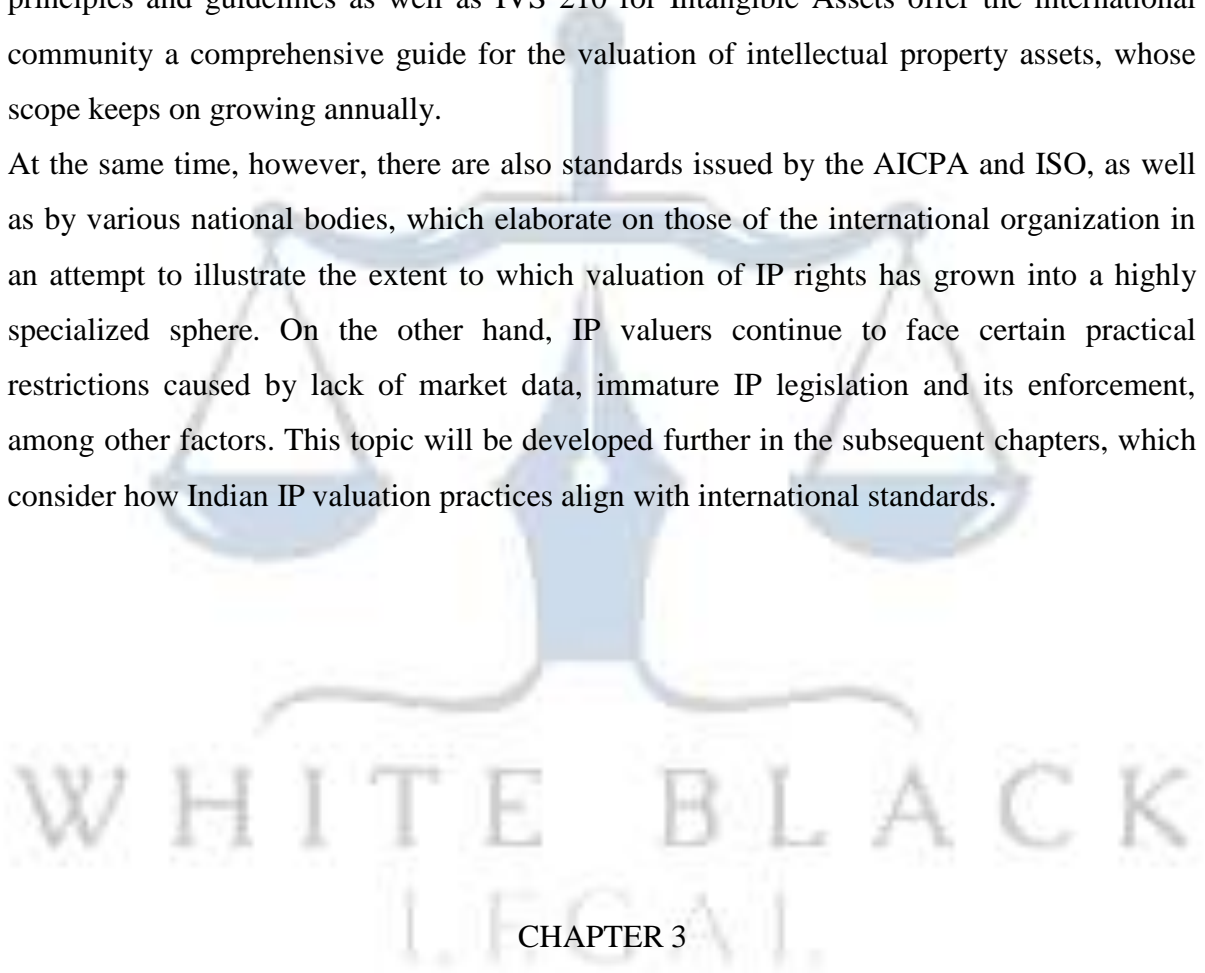 principles and guidelines as well as IVS 210 for Intangible Assets offer the international
community a comprehensive guide for the valuation of intellectual property assets, whose
scope keeps on growing annually.
At the same time, however, there are also standards issued by the AICPA and ISO, as well
as by various national bodies, which elaborate on those of the international organization in
an attempt to illustrate the extent to which valuation of IP rights has grown into a highly
specialized sphere. On the other hand, IP valuers continue to face certain practical
restrictions caused by lack of market data, immature IP legislation and its enforcement,
among other factors. This topic will be developed further in the subsequent chapters, which
consider how Indian IP valuation practices align with international standards.
WHITE BLACK
LEGAL
CHAPTER 3